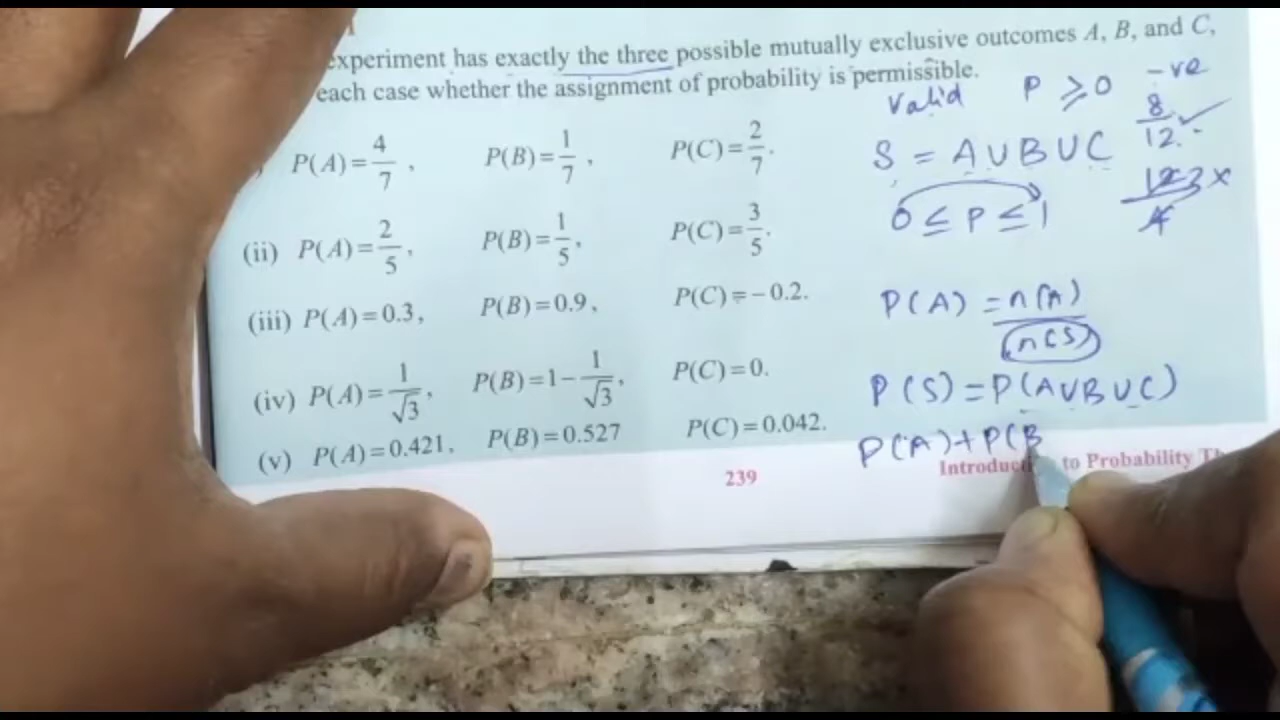 experiment has exactly the three possible mutually exclusive outcomes A, B, and C,
each case whether the assignment of probability is permissible.
P(A)=4/7, P(B)=1/7, P(C)=2/7.
(ii) P(A)=2/5, P(B)=1/5, P(C)=3/5.
(iii) P(A)=0.3, P(B)=0.9, P(C)=−0.2.
(iv) P(A)=1/√3, P(B)=1−1/√3, P(C)=0.
(v) P(A)=0.421, P(B)=0.527 P(C)=0.042.
239
to Probability
Valid P ⩾ 0 -ve
8/12
S = A ∪ B ∪ C
0 ≤ P ≤ 1
P(A) = n(A)/n(S)
P(S) = P(A∪B∪C)
P(A)+P(B